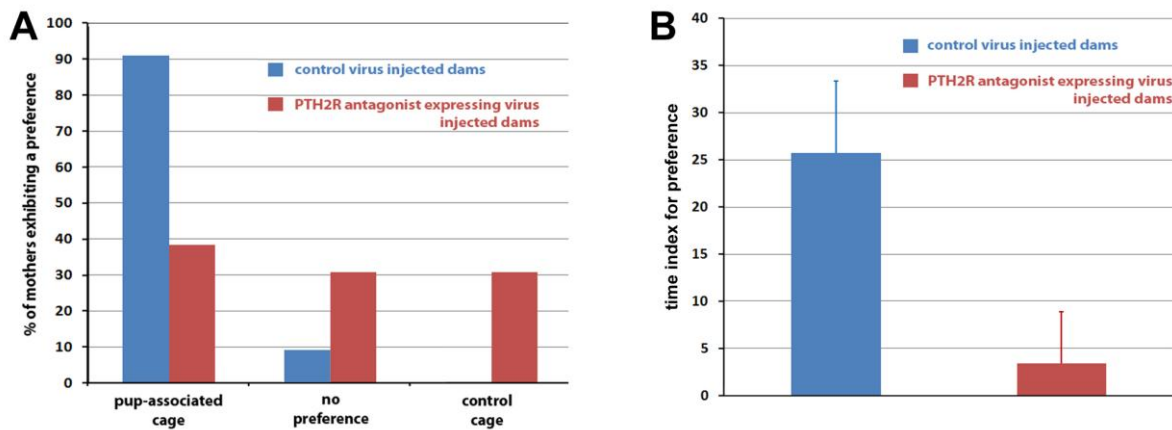 A
% of mothers exhibiting a preference
100
90
80
70
60
50
40
30
20
10
0
control virus injected dams
PTH2R antagonist expressing virus
injected dams
pup-associated
cage
no
preference
control
cage
B
time index for preference
40
35
30
25
20
15
10
5
0
control virus injected dams
PTH2R antagonist expressing virus
injected dams